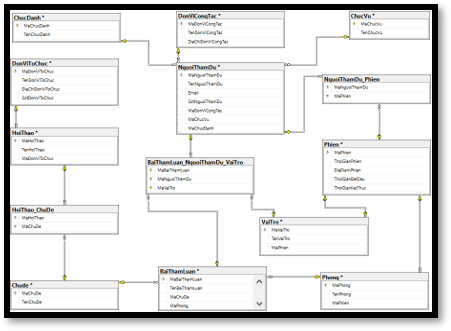 ChucDanh *
MaChucDanh
TenChucDanh
DonViCongTac *
MaDonViCongTac
TenDonViCongTac
DiaChiDonViCongTac
ChucVu *
MaChucVu
TenChucVu
DonViToChuc *
MaDonViToChuc
TenDonViToChuc
DiaChiDonViToChuc
SdtDonViToChuc
NguoiThamDu *
MaNguoiThamDu
TenNguoiThamDu
Email
SdtNguoiThamDu
MaDonViCongTac
MaChucVu
MaChucDanh
NguoiThamDu_Phien
MaNguoiThamDu
MaPhien
HoiThao *
MaHoiThao
TenHoiThao
MaDonViToChuc
Phien *
MaPhien
ThoiGianPhien
DiaDiemPhien
ThoiGianBatDau
ThoiGianKetThuc
BaiThamLuan_NguoiThamDu_VaiTro *
MaBaiThamLuan
MaNguoiThamDu
MaVaiTro
HoiThao_ChuDe *
MaHoiThao
MaChuDe
VaiTro *
MaVaiTro
TenVaiTro
MaPhien
Chude *
MaChuDe
TenChuDe
BaiThamLuan *
MaBaiThamLuan
TenBaiThamLuan
MaChuDe
MaPhong
Phong *
MaPhong
TenPhong
MaPhien